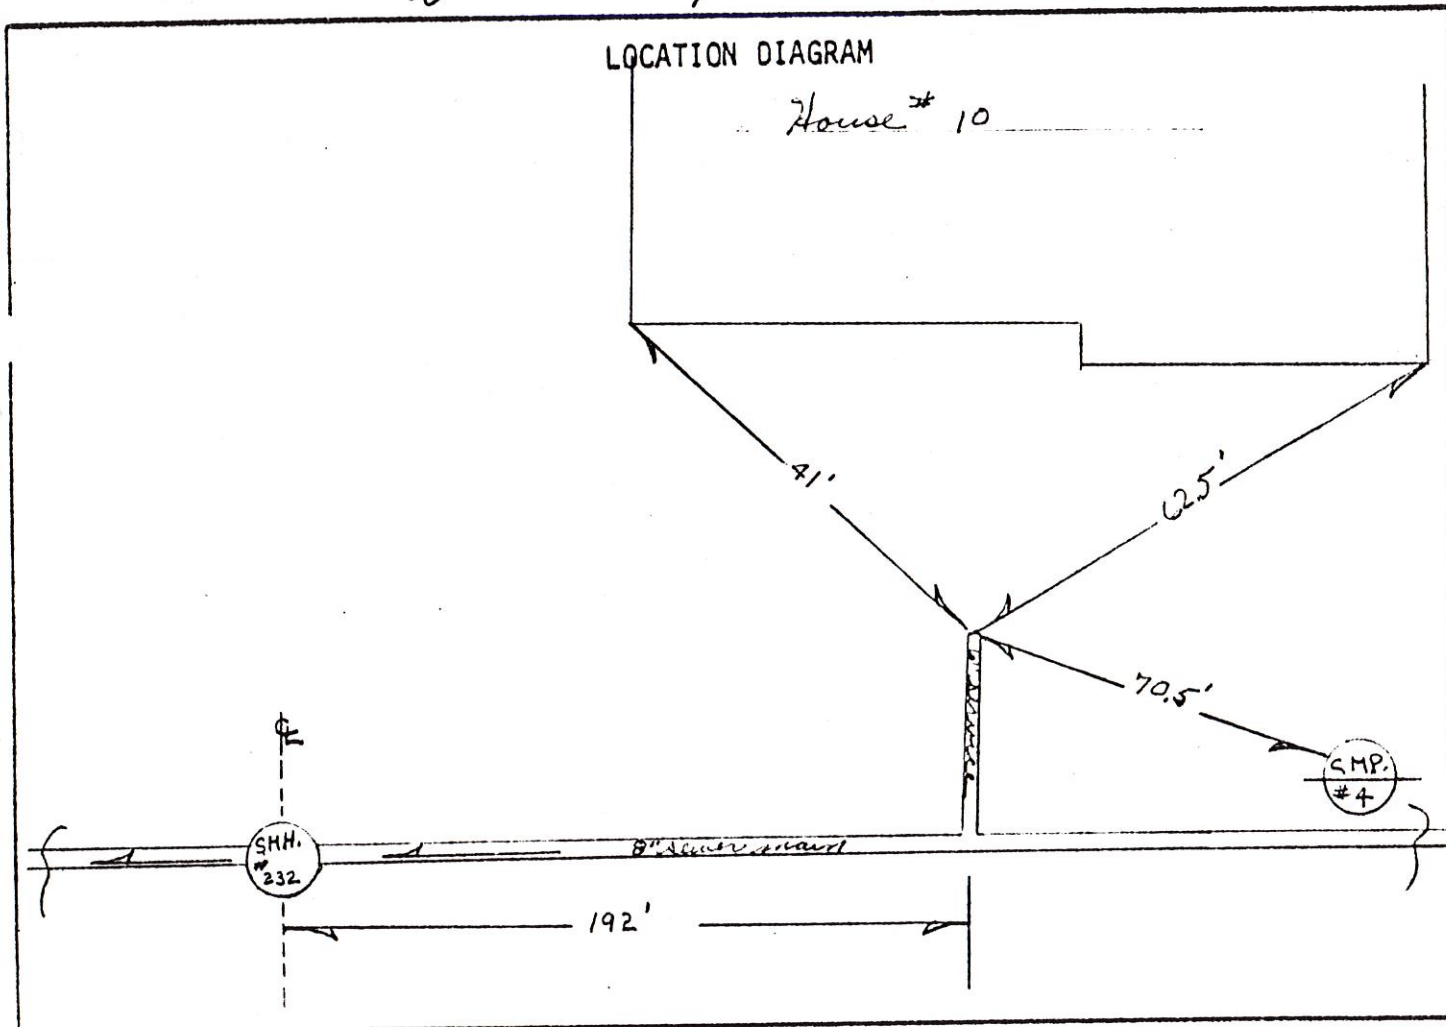 LOCATION DIAGRAM
House # 10
41'
62.5'
70.5'
SMP.
#4
℄
SMH.
#232
8" sewer main
192'